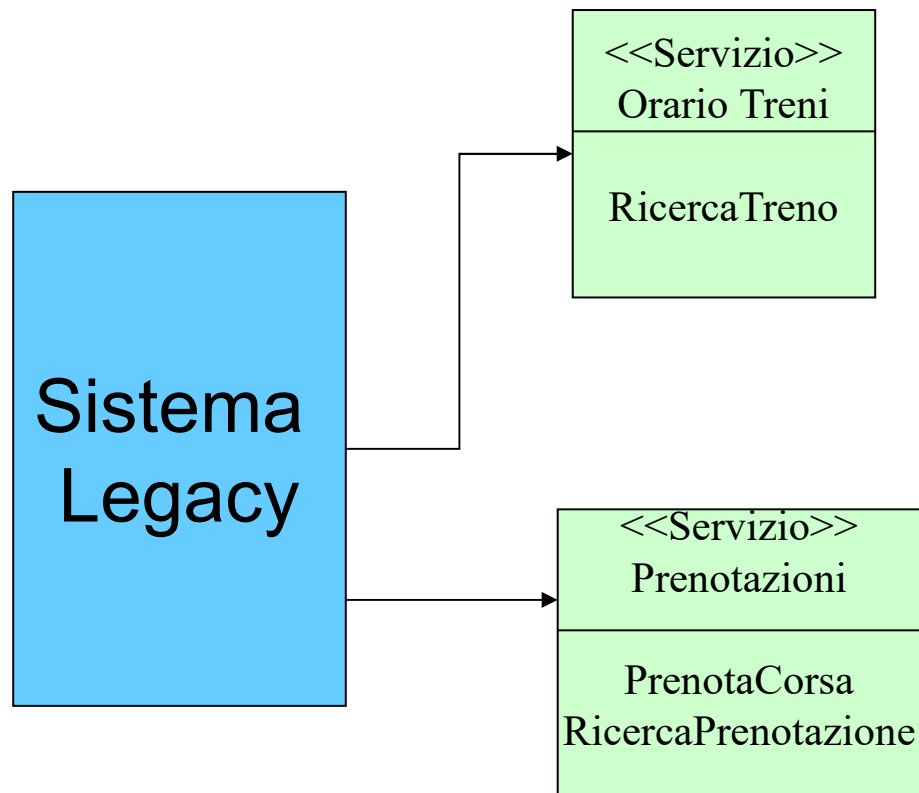 <<Servizio>>
Orario Treni
RicercaTreno
Sistema
Legacy
<<Servizio>>
Prenotazioni
PrenotaCorsa
RicercaPrenotazione